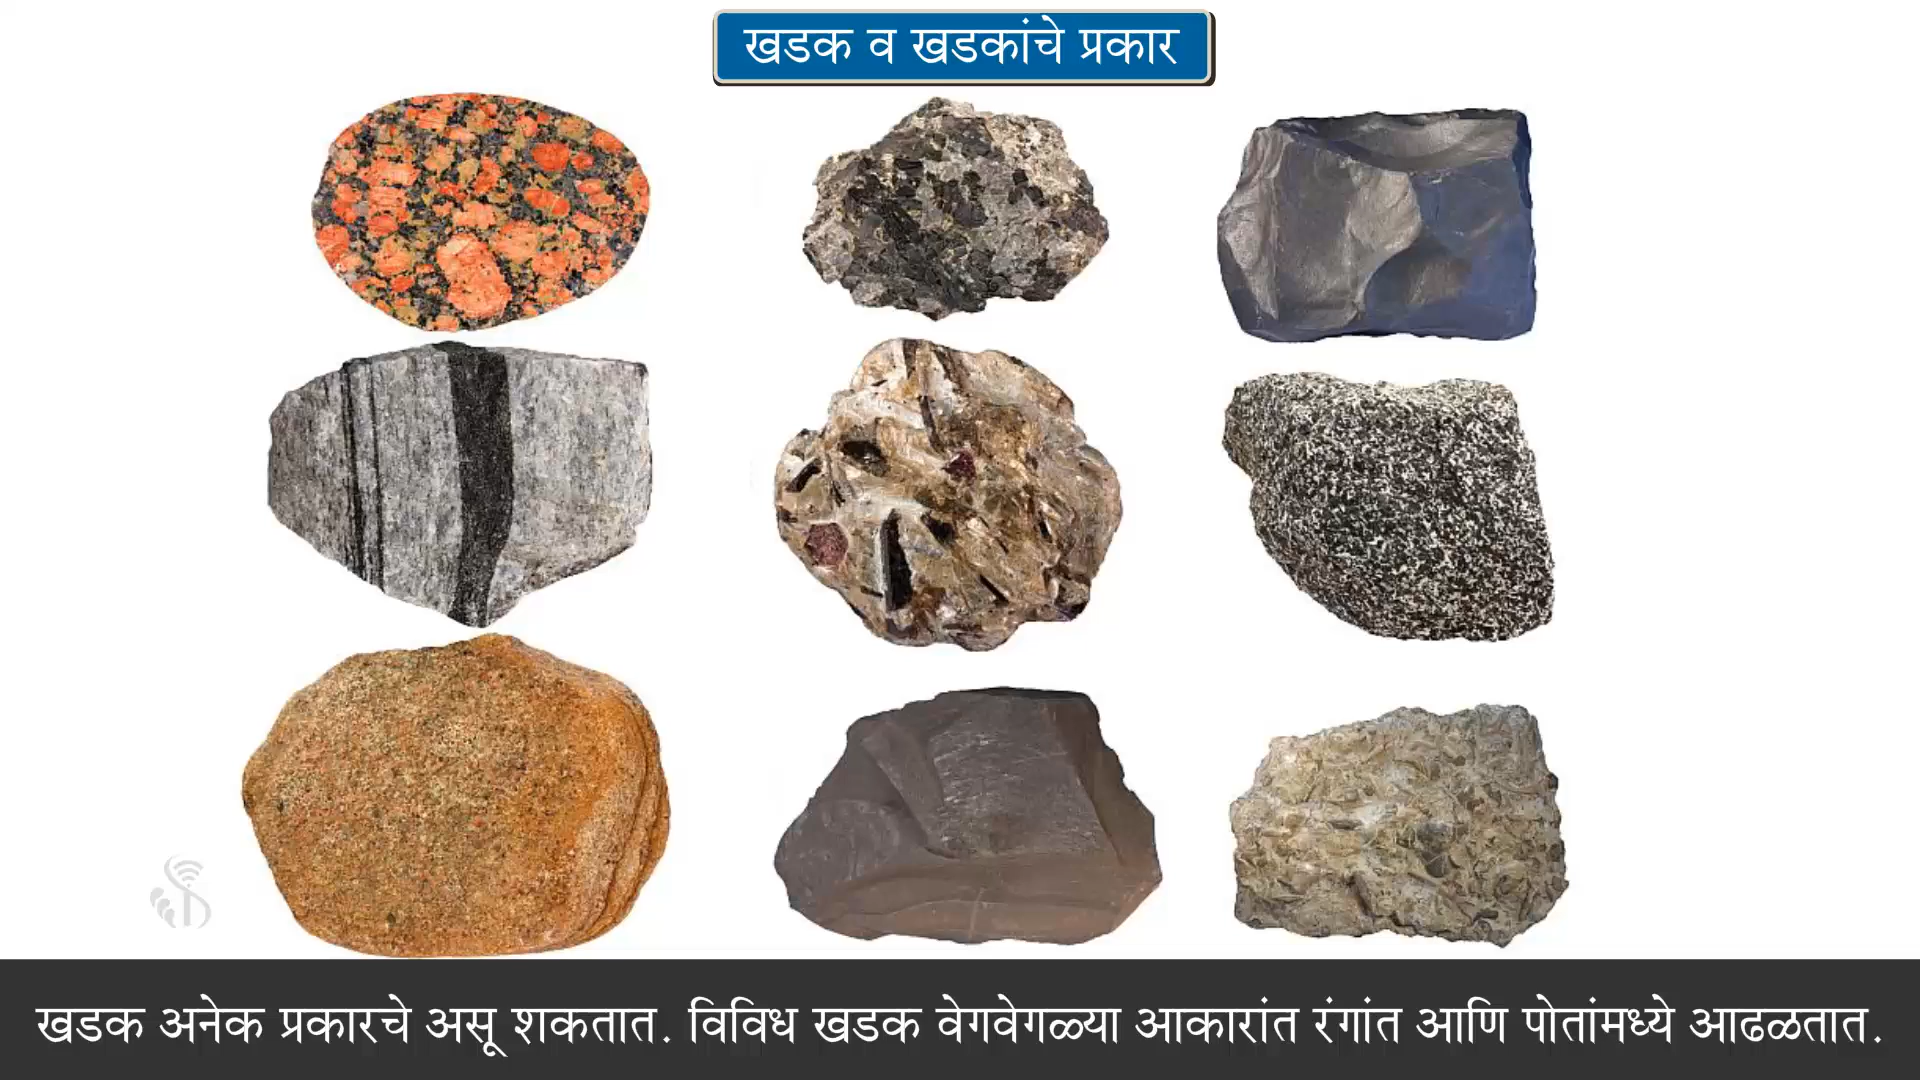 खडक व खडकांचे प्रकार
खडक अनेक प्रकारचे असू शकतात. विविध खडक वेगवेगळ्या आकारांत रंगांत आणि पोतांमध्ये आढळतात.